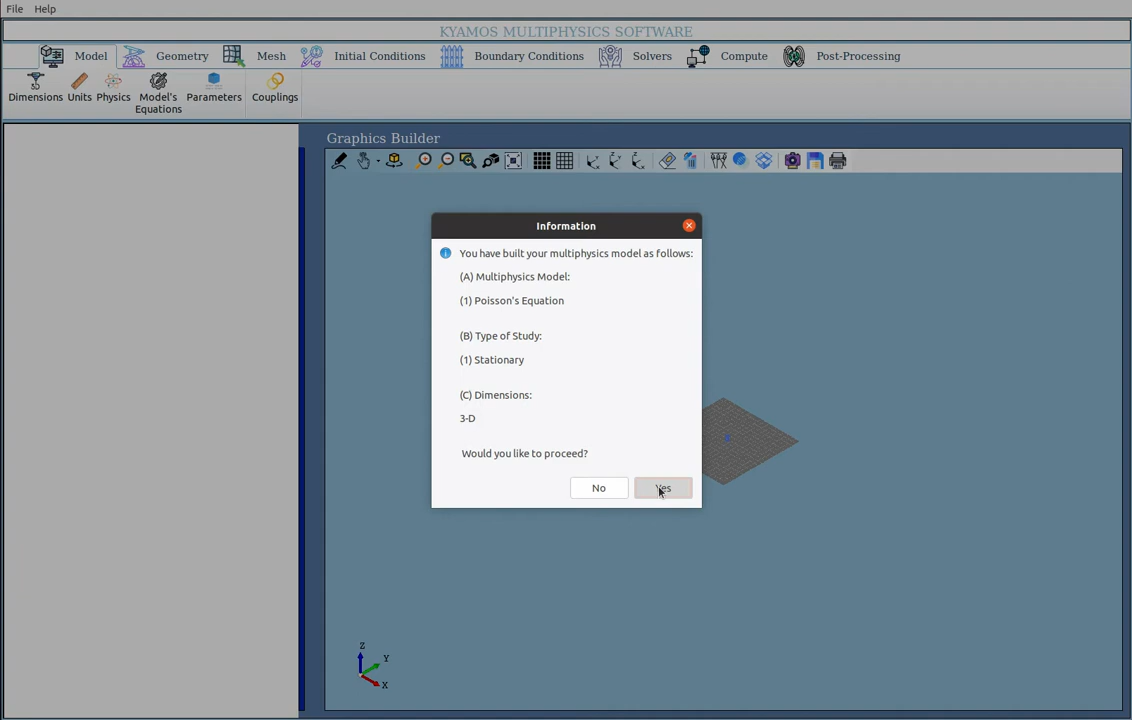 File Help
KYAMOS MULTIPHYSICS SOFTWARE
Model Geometry Mesh Initial Conditions Boundary Conditions Solvers Compute Post-Processing
3D
Dimensions Units Physics Model's Equations Parameters Couplings
Graphics Builder
Information
You have built your multiphysics model as follows:
(A) Multiphysics Model:
(1) Poisson's Equation
(B) Type of Study:
(1) Stationary
(C) Dimensions:
3-D
Would you like to proceed?
No Yes
Z
Y
X